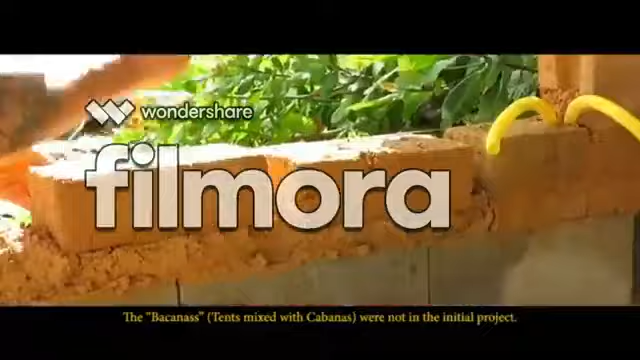 wondershare
filmora
The "Bacanass" (Tents mixed with Cabanas) were not in the initial project.